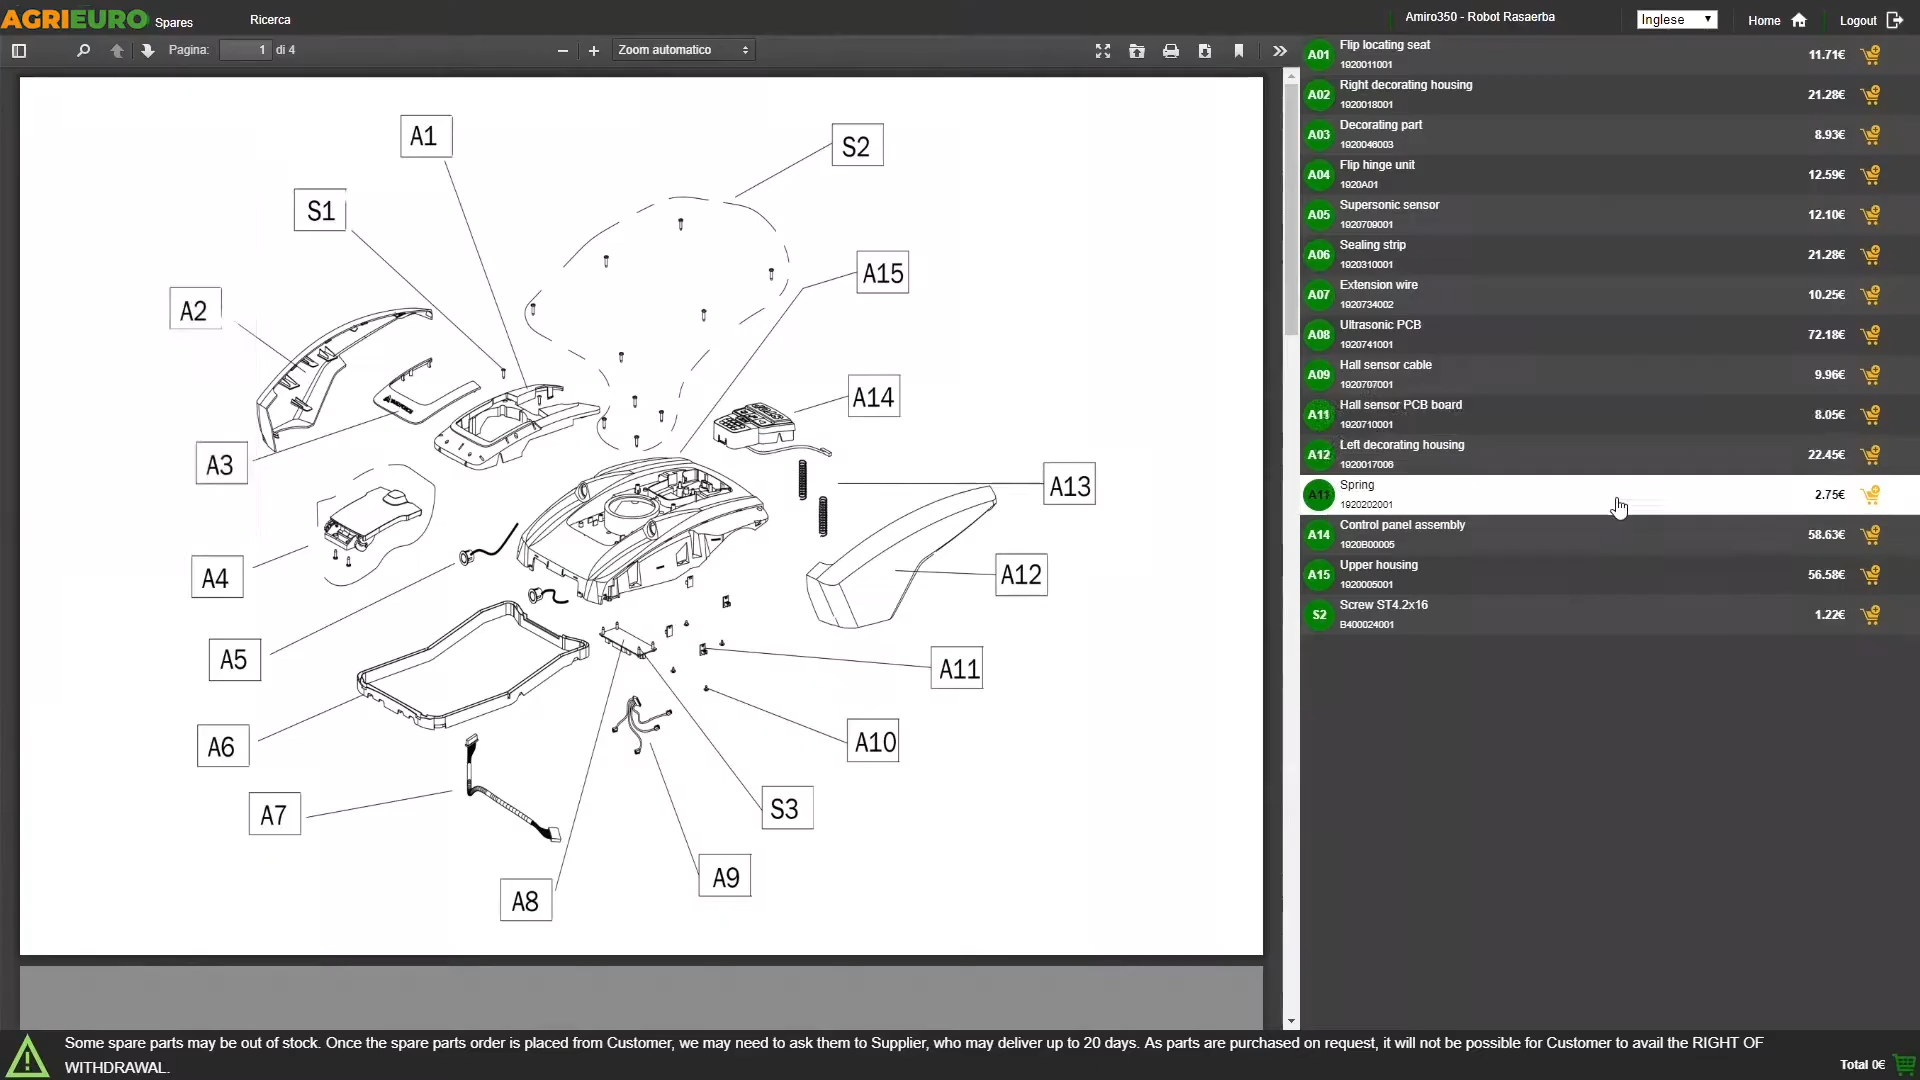 AGRIEURO Spares
Ricerca
Amiro350 - Robot Rasaerba
Inglese
Home
Logout
Pagina:
1
di 4
Zoom automatico
A1
S2
S1
A15
A2
A14
A3
A13
A4
A12
A5
A11
A6
A10
A7
S3
A9
A8
A01
Flip locating seat
1920011001
11.71€
A02
Right decorating housing
1920018001
21.28€
A03
Decorating part
1920046003
8.93€
A04
Flip hinge unit
1920A01
12.59€
A05
Supersonic sensor
1920709001
12.10€
A06
Sealing strip
1920310001
21.28€
A07
Extension wire
1920734002
10.25€
A08
Ultrasonic PCB
1920741001
72.18€
A09
Hall sensor cable
1920707001
9.96€
A11
Hall sensor PCB board
1920710001
8.05€
A12
Left decorating housing
1920017006
22.45€
Spring
1920202001
2.75€
A14
Control panel assembly
1920B00005
58.63€
A15
Upper housing
1920005001
56.58€
S2
Screw ST4.2x16
B400024001
1.22€
Some spare parts may be out of stock. Once the spare parts order is placed from Customer, we may need to ask them to Supplier, who may deliver up to 20 days. As parts are purchased on request, it will not be possible for Customer to avail the RIGHT OF
WITHDRAWAL.
Total 0€